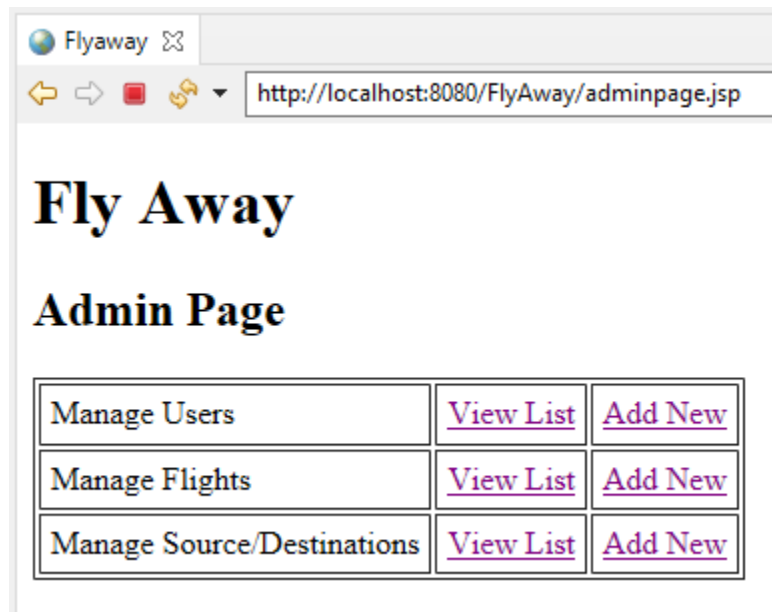 Flyaway
http://localhost:8080/FlyAway/adminpage.jsp
Fly Away
Admin Page
Manage Users View List Add New
Manage Flights View List Add New
Manage Source/Destinations View List Add New